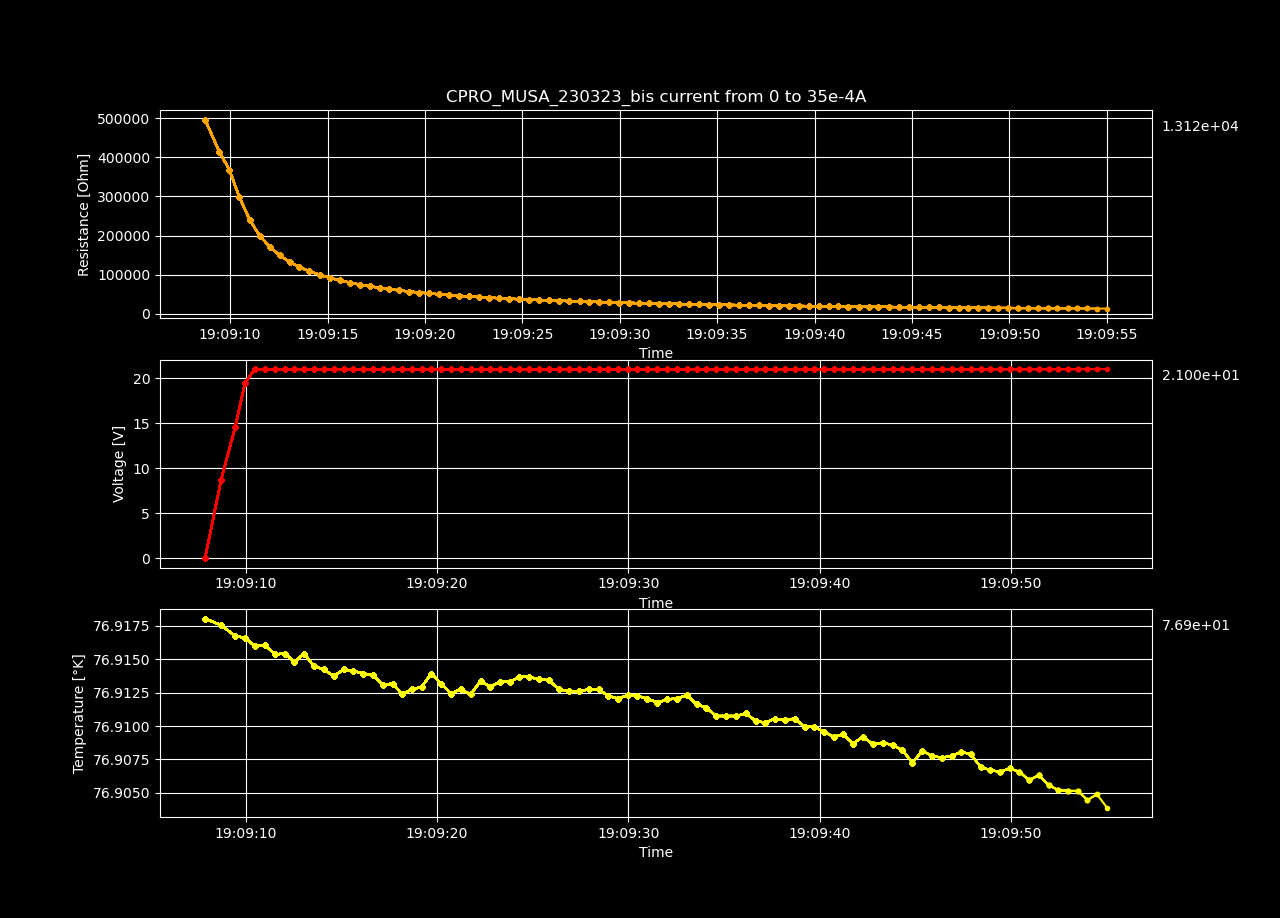 CPRO_MUSA_230323_bis current from 0 to 35e-4A
1.312e+04
Resistance [Ohm]
500000
400000
300000
200000
100000
0
19:09:10 19:09:15 19:09:20 19:09:25 19:09:30 19:09:35 19:09:40 19:09:45 19:09:50 19:09:55
Time
2.100e+01
Voltage [V]
20
15
10
5
0
19:09:10 19:09:20 19:09:30 19:09:40 19:09:50
Time
7.69e+01
Temperature [°K]
76.9175
76.9150
76.9125
76.9100
76.9075
76.9050
19:09:10 19:09:20 19:09:30 19:09:40 19:09:50
Time